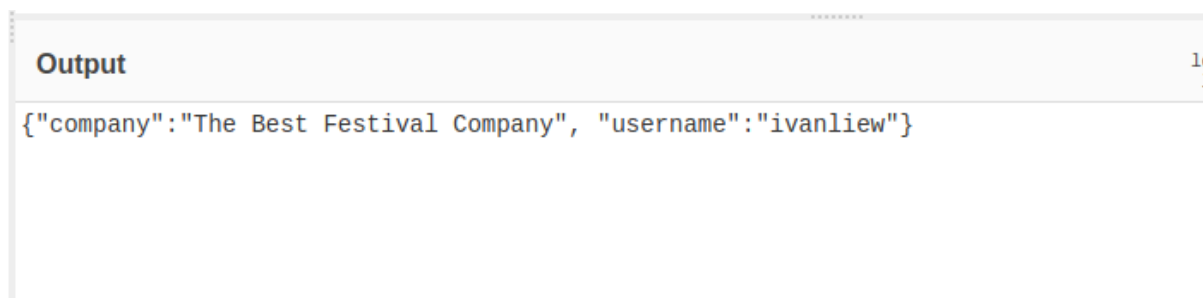 Output
{"company":"The Best Festival Company", "username":"ivanliew"}